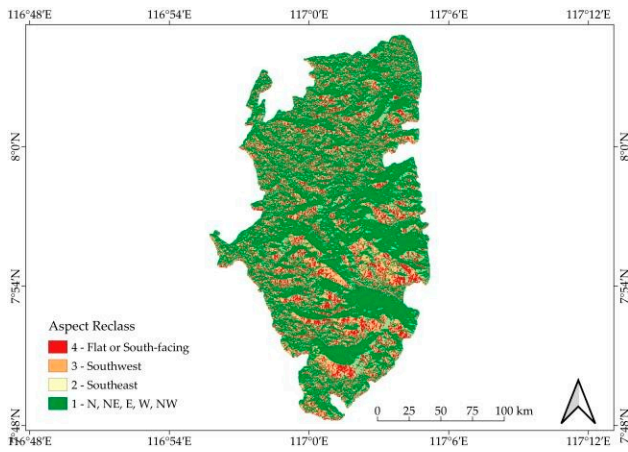 116°48'E 116°54'E 117°0'E 117°6'E 117°12'E
8°0'N 8°0'N
7°54'N 7°54'N
Aspect Reclass
4 - Flat or South-facing
3 - Southwest
2 - Southeast
1 - N, NE, E, W, NW
0 25 50 75 100 km
7°48'N 7°48'N
116°48'E 116°54'E 117°0'E 117°6'E 117°12'E